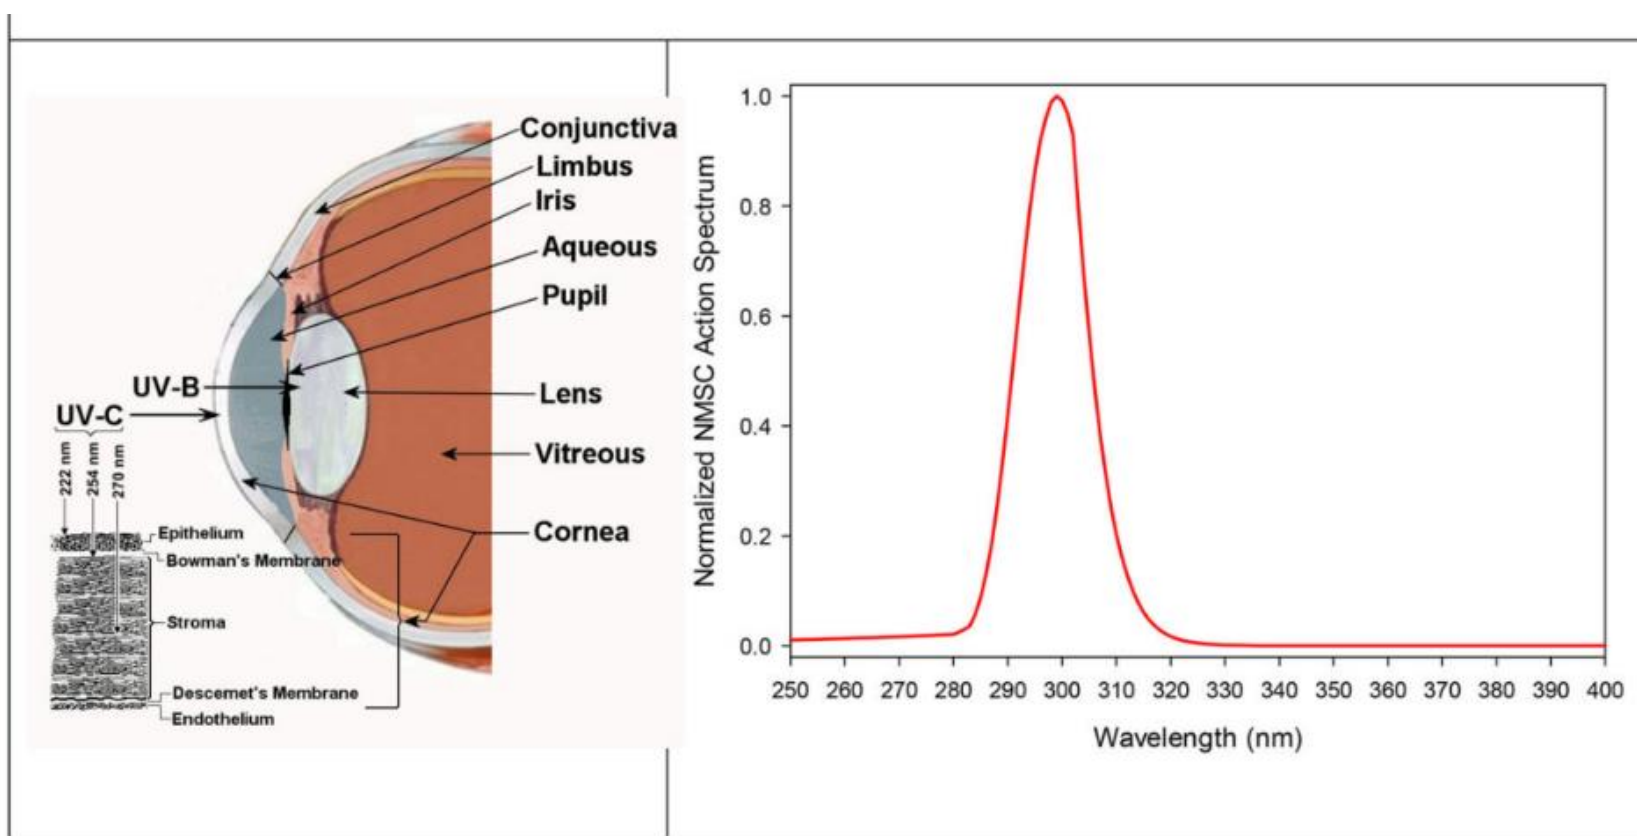 Conjunctiva
Limbus
Iris
Aqueous
Pupil
UV-B
UV-C
Lens
Vitreous
Cornea
222 nm
254 nm
270 nm
Epithelium
Bowman's Membrane
Stroma
Descemet's Membrane
Endothelium
Normalized NMSC Action Spectrum
1.0
0.8
0.6
0.4
0.2
0.0
250 260 270 280 290 300 310 320 330 340 350 360 370 380 390 400
Wavelength (nm)